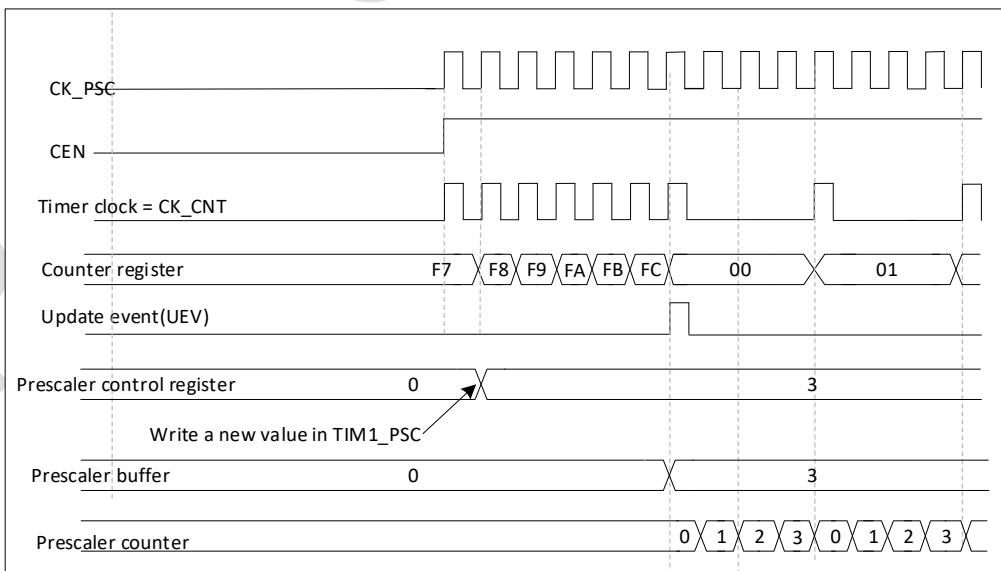 CK_PSC
CEN
Timer clock = CK_CNT
Counter register F7 F8 F9 FA FB FC 00 01
Update event(UEV)
Prescaler control register 0 3
Write a new value in TIM1_PSC
Prescaler buffer 0 3
Prescaler counter 0 1 2 3 0 1 2 3